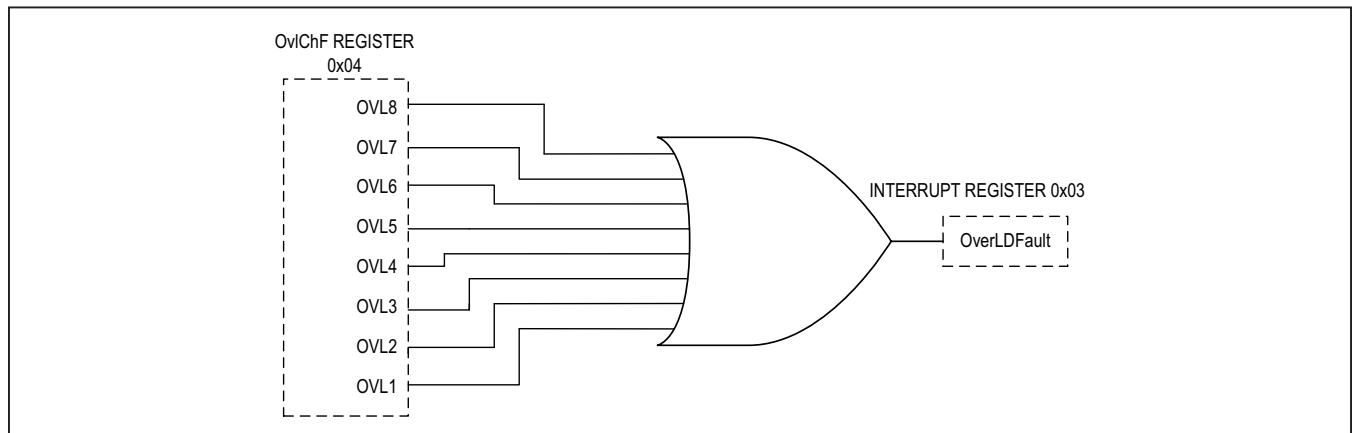 OvlChF REGISTER
0x04
OVL8
OVL7
OVL6
OVL5
OVL4
OVL3
OVL2
OVL1
INTERRUPT REGISTER 0x03
OverLDFault